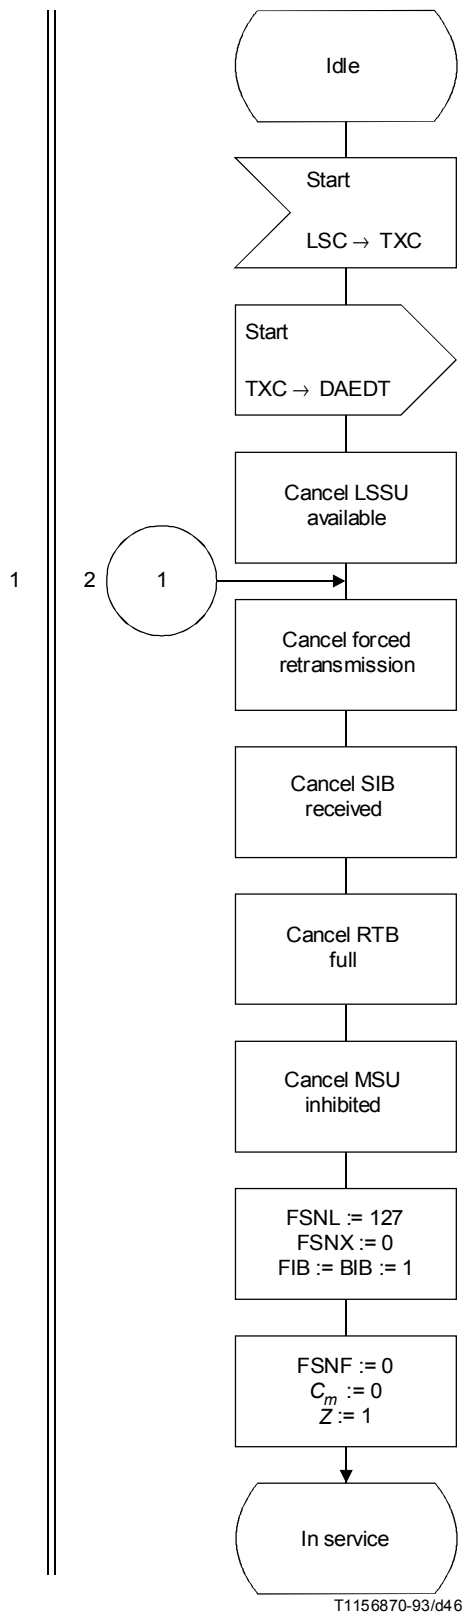 Idle
Start
LSC → TXC
Start
TXC → DAEDT
Cancel LSSU
available
1
2
1
Cancel forced
retransmission
Cancel SIB
received
Cancel RTB
full
Cancel MSU
inhibited
FSNL := 127
FSNX := 0
FIB := BIB := 1
FSNF := 0
Cm := 0
Z := 1
In service
T1156870-93/d46